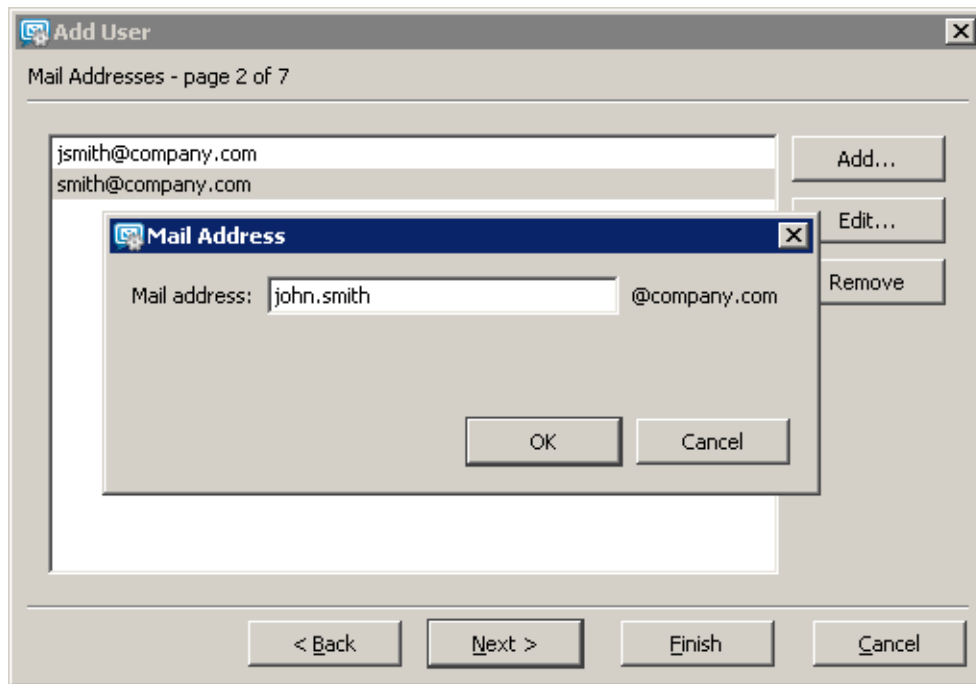 Add User
Mail Addresses - page 2 of 7
jsmith@company.com
Add...
smith@company.com
Edit...
Mail Address
Remove
Mail address: john.smith @company.com
OK Cancel
< Back Next > Finish Cancel